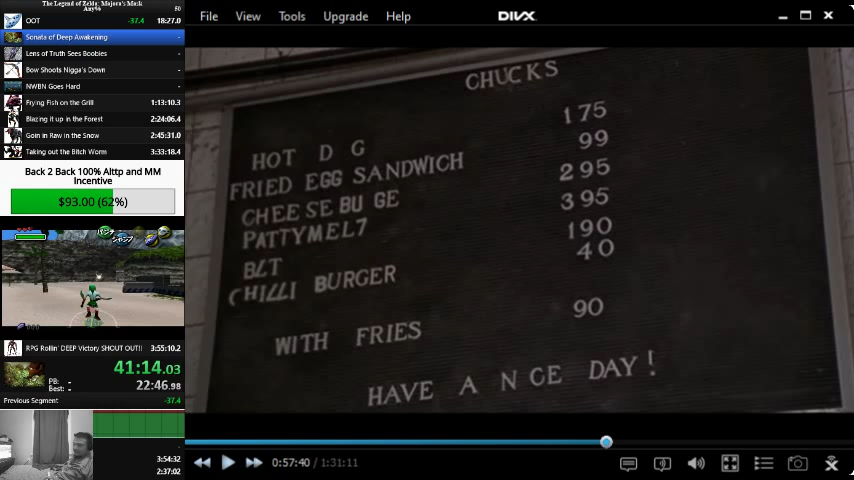 The Legend of Zelda: Majora's Mask
Any%
50
OOT -37.4 18:27.0
Sonata of Deep Awakening -
Lens of Truth Sees Boobies -
Bow Shoots Nigga's Down -
NWBN Goes Hard -
Frying Fish on the Grill 1:13:10.3
Blazing it up in the Forest 2:24:06.4
Goin in Raw in the Snow 2:45:31.0
Taking out the Bitch Worm 3:33:18.4
Back 2 Back 100% Alttp and MM
Incentive
$93.00 (62%)
RPG Rollin' DEEP Victory SHOUT OUT!! 3:55:10.2
41:14.03
PB: -
Best: -
22:46.98
Previous Segment -37.4
-
3:54:32
2:37:02
File View Tools Upgrade Help DIVX
CHUCKS
HOT D G 175
FRIED EGG SANDWICH 99
CHEESE BU GE 295
PATTYMEL7 395
BLT 190
CHILLI BURGER 40
WITH FRIES 90
HAVE A N CE DAY!
0:57:40 / 1:31:11